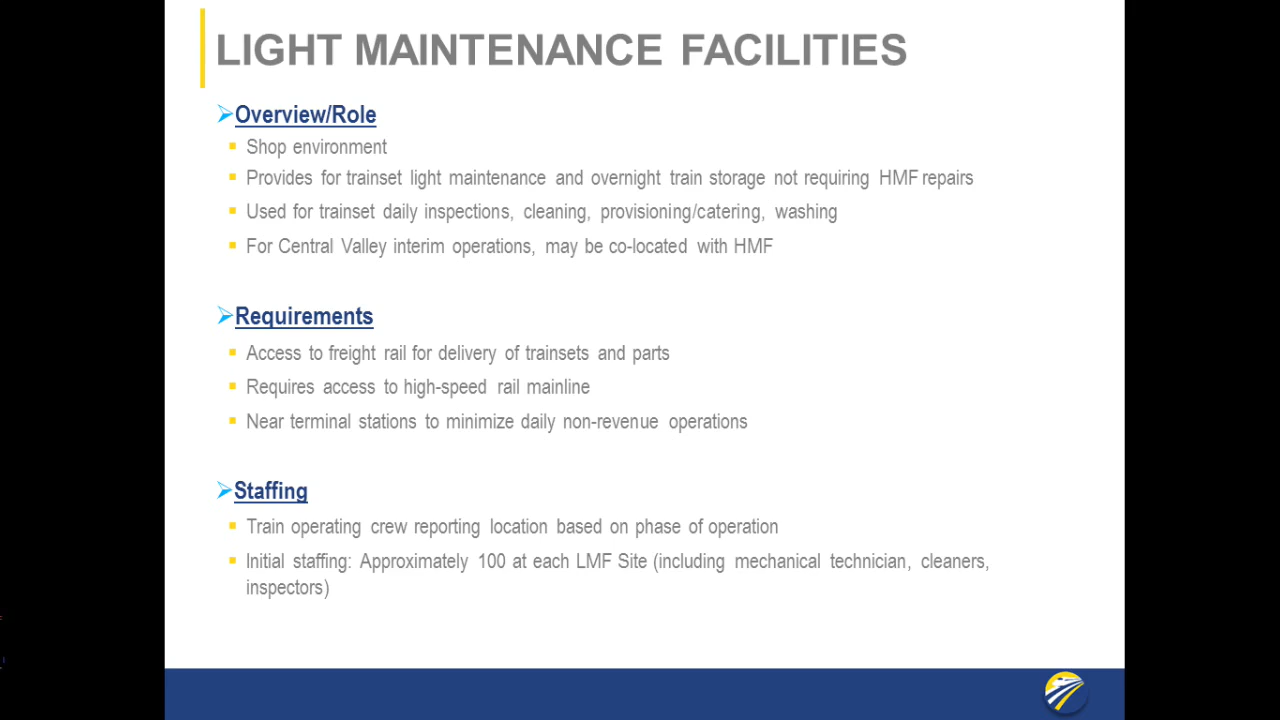 LIGHT MAINTENANCE FACILITIES
Overview/Role
Shop environment
Provides for trainset light maintenance and overnight train storage not requiring HMF repairs
Used for trainset daily inspections, cleaning, provisioning/catering, washing
For Central Valley interim operations, may be co-located with HMF
Requirements
Access to freight rail for delivery of trainsets and parts
Requires access to high-speed rail mainline
Near terminal stations to minimize daily non-revenue operations
Staffing
Train operating crew reporting location based on phase of operation
Initial staffing: Approximately 100 at each LMF Site (including mechanical technician, cleaners,
inspectors)